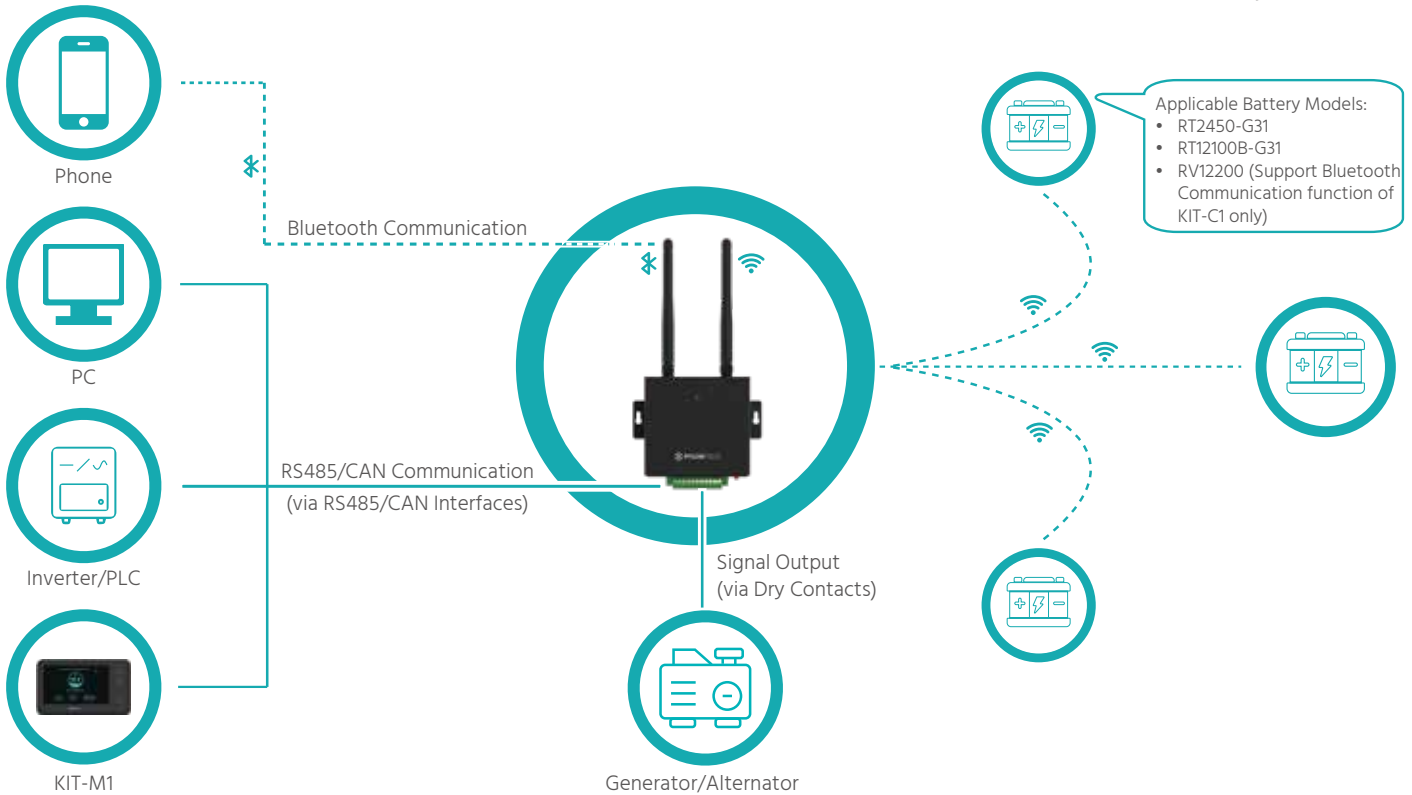 Phone
Bluetooth Communication
PC
RS485/CAN Communication
(via RS485/CAN Interfaces)
Inverter/PLC
KIT-M1
Signal Output
(via Dry Contacts)
Generator/Alternator
Applicable Battery Models:
• RT2450-G31
• RT12100B-G31
• RV12200 (Support Bluetooth
Communication function of
KIT-C1 only)